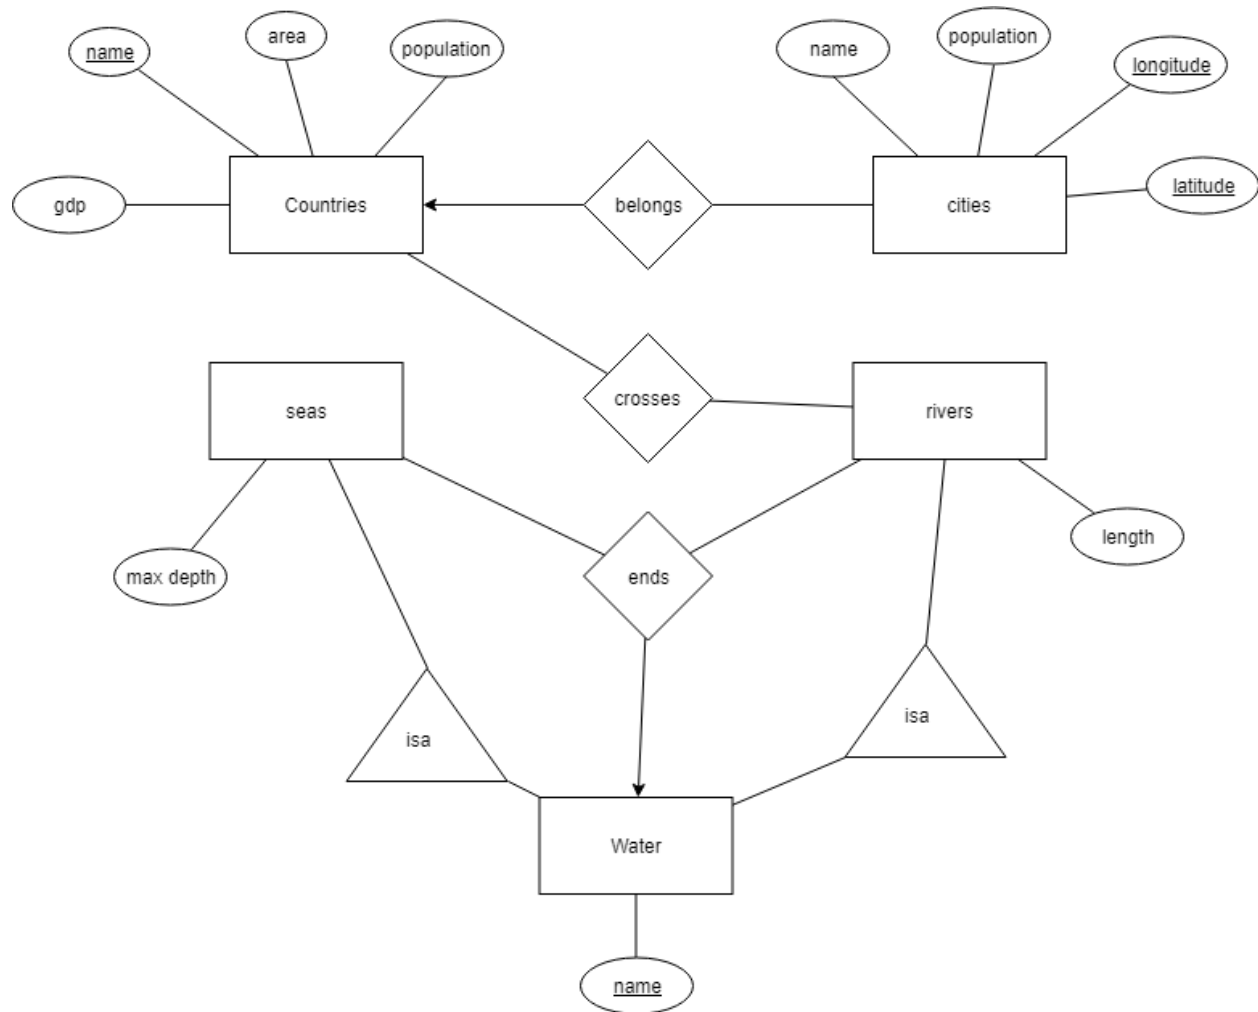 name
area
population
gdp
Countries
belongs
name
population
longitude
latitude
cities
seas
crosses
rivers
max depth
ends
length
isa
isa
Water
name